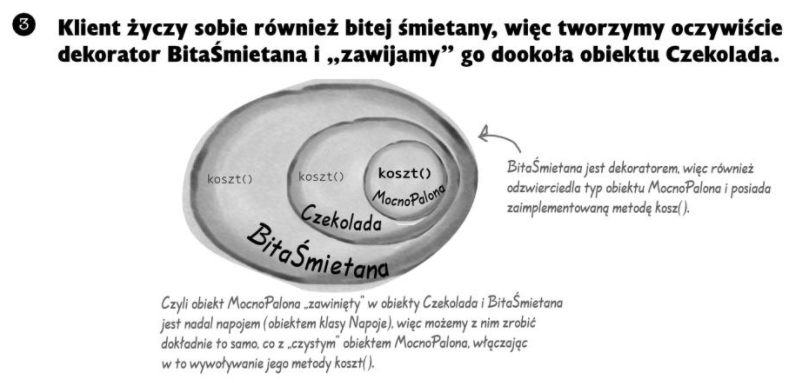 3 Klient życzy sobie również bitej śmietany, więc tworzymy oczywiście
dekorator BitaŚmietana i „zawijamy” go dookoła obiektu Czekolada.
koszt()
koszt()
koszt()
MocnoPalona
Czekolada
BitaŚmietana
BitaŚmietana jest dekoratorem, więc również
odzwierciedla typ obiektu MocnoPalona i posiada
zaimplementowaną metodę kosz().
Czyli obiekt MocnoPalona „zawinięty” w obiekty Czekolada i BitaŚmietana
jest nadal napojem (obiektem klasy Napoje), więc możemy z nim zrobić
dokładnie to samo, co z „czystym” obiektem MocnoPalona, włączając
w to wywoływanie jego metody koszt().